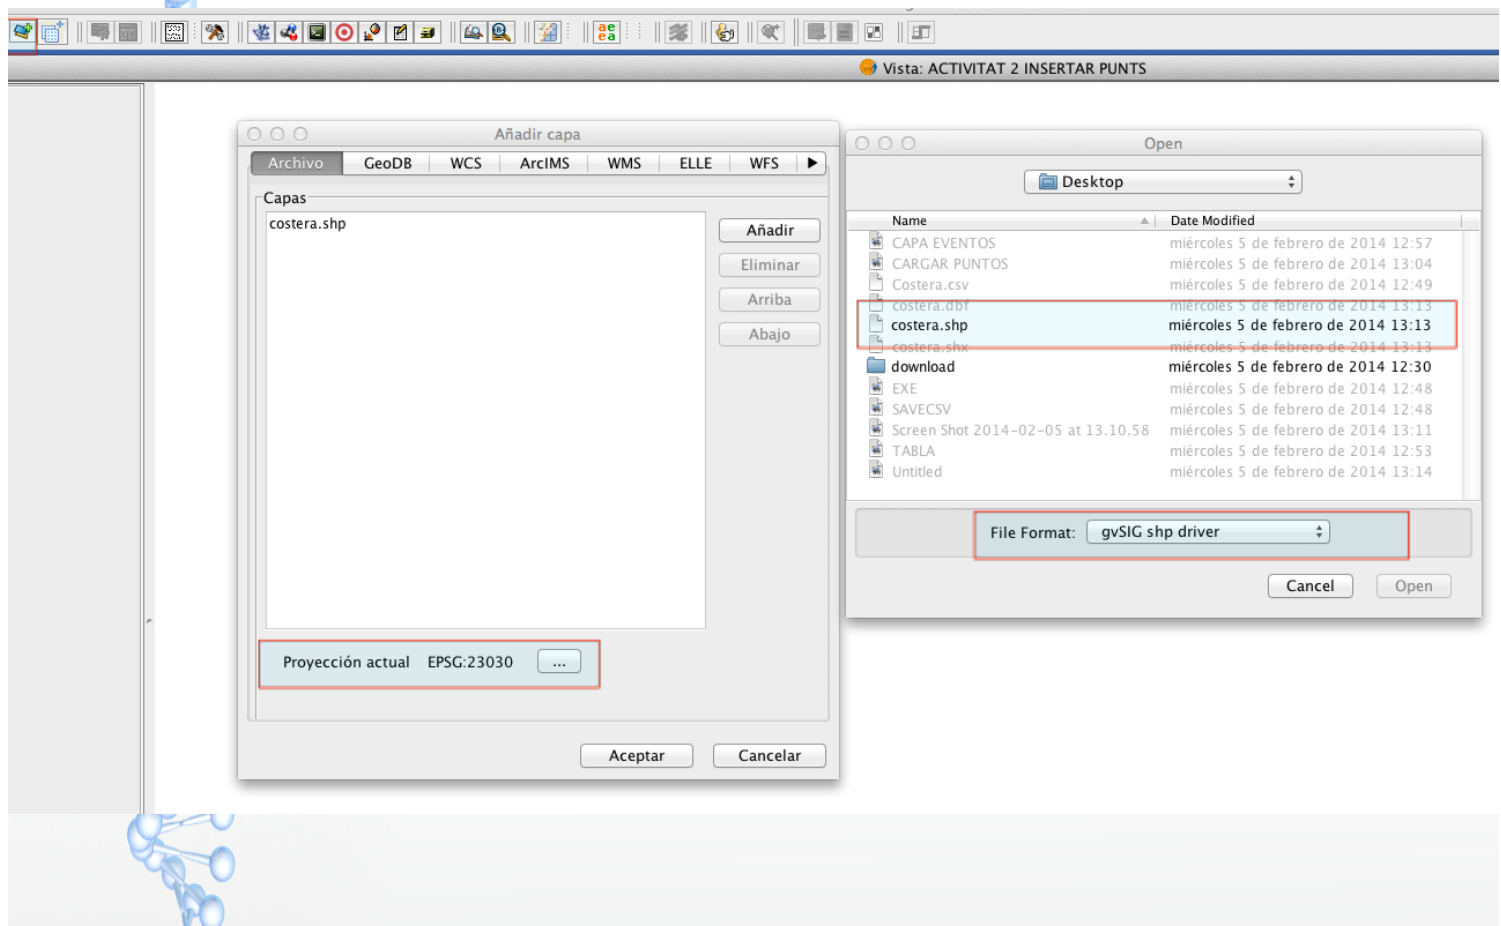 Vista: ACTIVITAT 2 INSERTAR PUNTS
Añadir capa
Archivo GeoDB WCS ArcIMS WMS ELLE WFS
Capas
costera.shp
Añadir
Eliminar
Arriba
Abajo
Proyección actual EPSG:23030 ...
Aceptar Cancelar
Open
Desktop
Name Date Modified
CAPA EVENTOS miércoles 5 de febrero de 2014 12:57
CARGAR PUNTOS miércoles 5 de febrero de 2014 13:04
Costera.csv miércoles 5 de febrero de 2014 12:49
costera.dbf miércoles 5 de febrero de 2014 13:13
costera.shp miércoles 5 de febrero de 2014 13:13
costera.shx miércoles 5 de febrero de 2014 13:13
download miércoles 5 de febrero de 2014 12:30
EXE miércoles 5 de febrero de 2014 12:48
SAVECSV miércoles 5 de febrero de 2014 12:48
Screen Shot 2014-02-05 at 13.10.58 miércoles 5 de febrero de 2014 13:11
TABLA miércoles 5 de febrero de 2014 12:53
Untitled miércoles 5 de febrero de 2014 13:14
File Format: gvSIG shp driver
Cancel Open